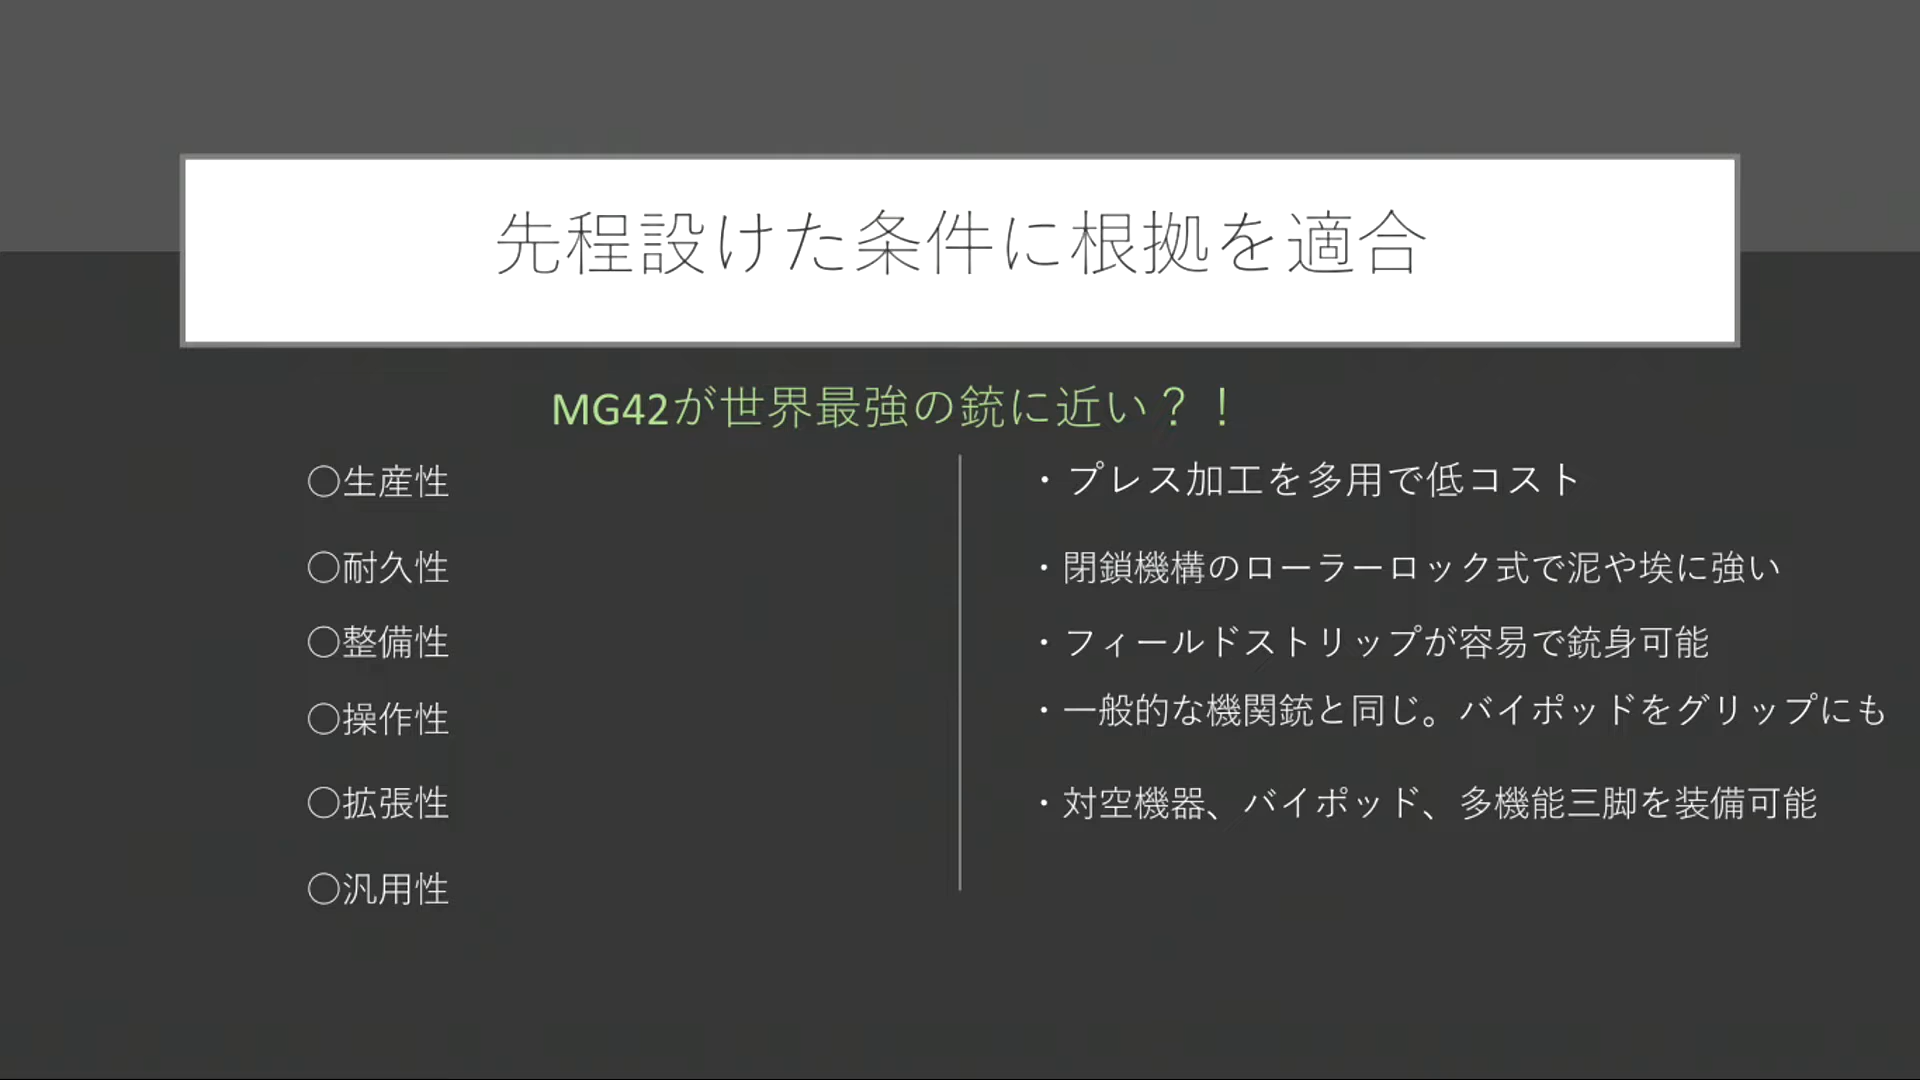 先程設けた条件に根拠を適合
MG42が世界最強の銃に近い？！
〇生産性
・プレス加工を多用で低コスト
〇耐久性
・閉鎖機構のローラーロック式で泥や埃に強い
〇整備性
・フィールドストリップが容易で銃身可能
〇操作性
・一般的な機関銃と同じ。バイポッドをグリップにも
〇拡張性
・対空機器、バイポッド、多機能三脚を装備可能
〇汎用性